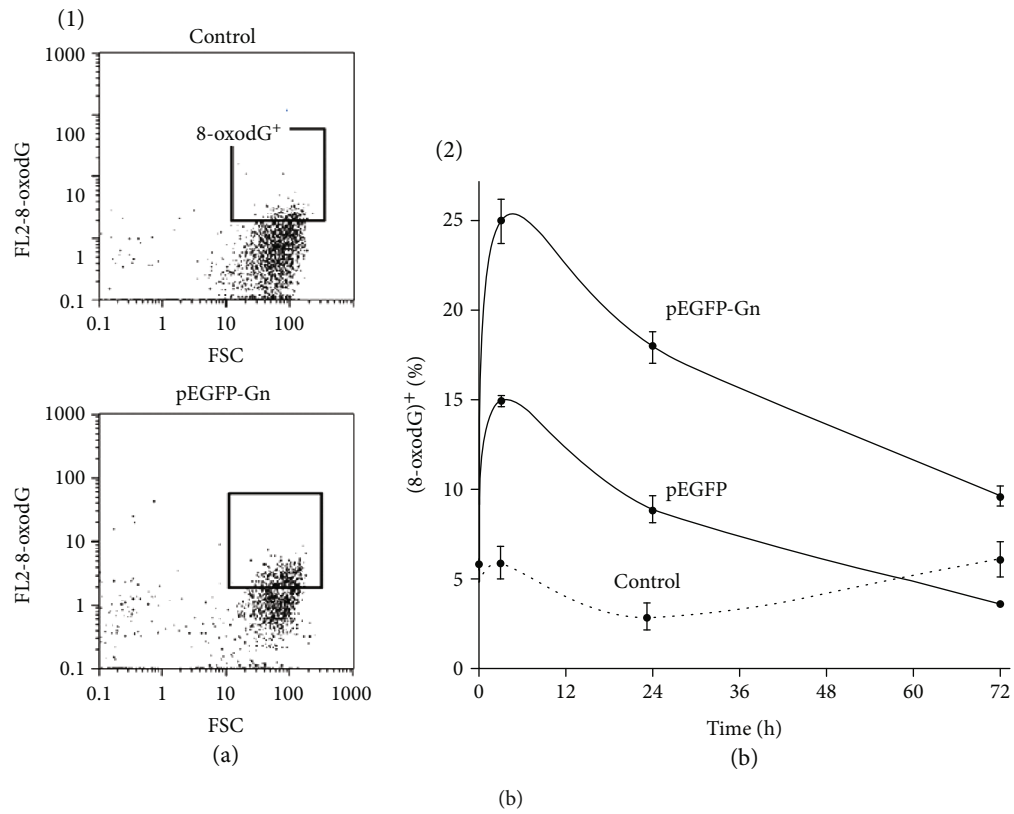 (1)
Control
1000
100
10
1
0.1
FL2-8-oxodG
8-oxodG+
0.1 1 10 100
FSC
pEGFP-Gn
1000
100
10
1
0.1
FL2-8-oxodG
0.1 1 10 100 1000
FSC
(a)
(2)
25
20
15
10
5
0
(8-oxodG)+ (%)
pEGFP-Gn
pEGFP
Control
0 12 24 36 48 60 72
Time (h)
(b)
(b)